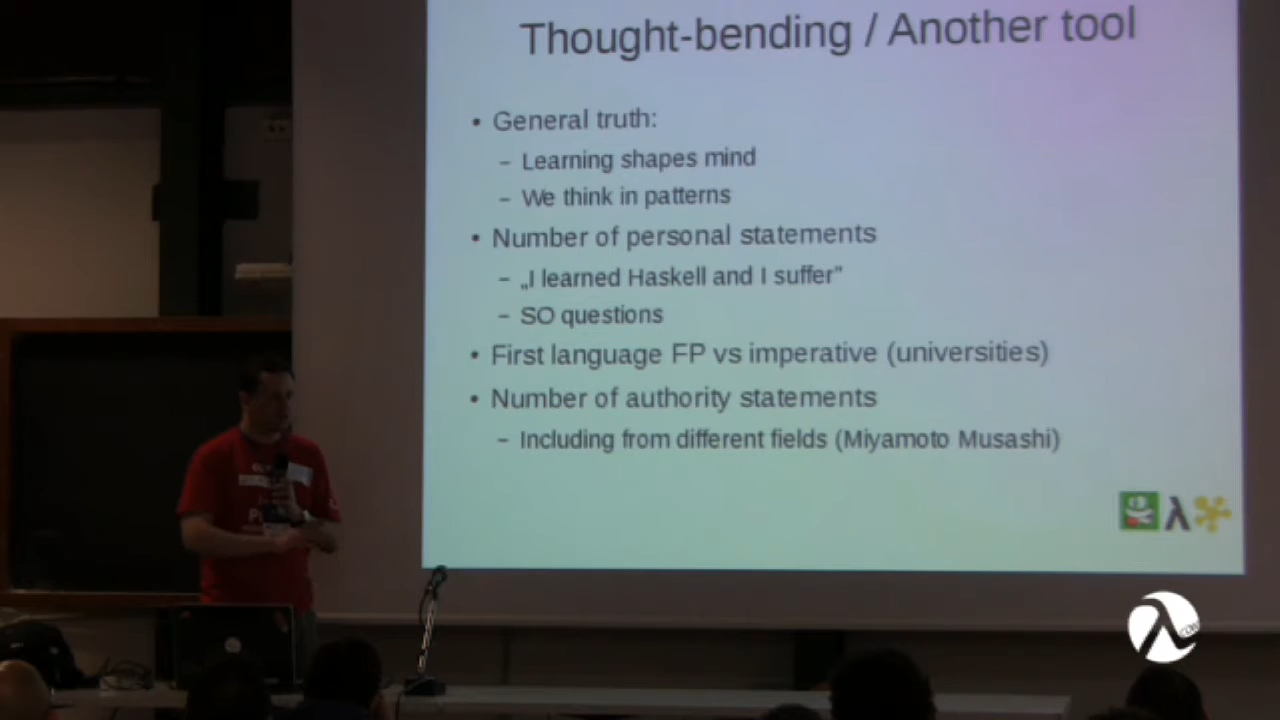 Thought-bending / Another tool
• General truth:
– Learning shapes mind
– We think in patterns
• Number of personal statements
– „I learned Haskell and I suffer”
– SO questions
• First language FP vs imperative (universities)
• Number of authority statements
– Including from different fields (Miyamoto Musashi)
λ
λ